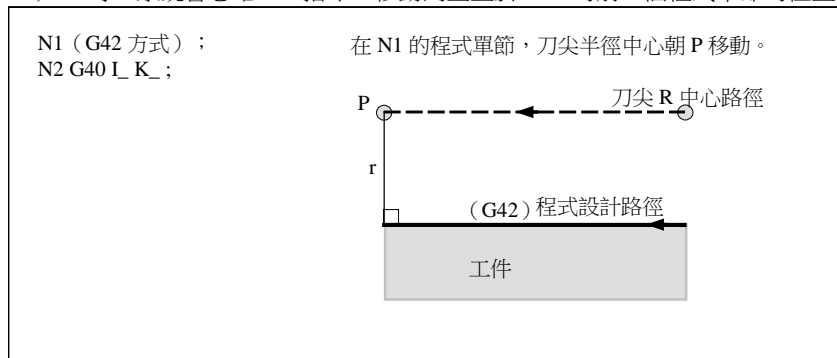 N1（G42 方式）；
N2 G40 I_ K_ ;
在 N1 的程式單節，刀尖半徑中心朝 P 移動。
刀尖 R 中心路徑
P
r
（G42）程式設計路徑
工件